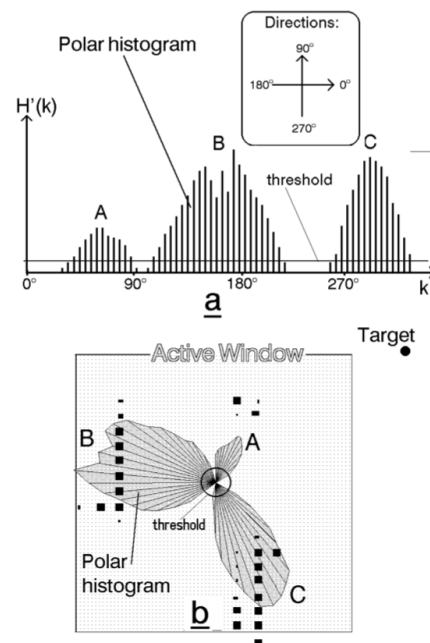 Directions:
90°
180° 0°
270°
Polar histogram
H'(k)
A
B
C
threshold
0° 90° 180° 270° k
a
Target
Active Window
B
A
threshold
Polar
histogram
C
b